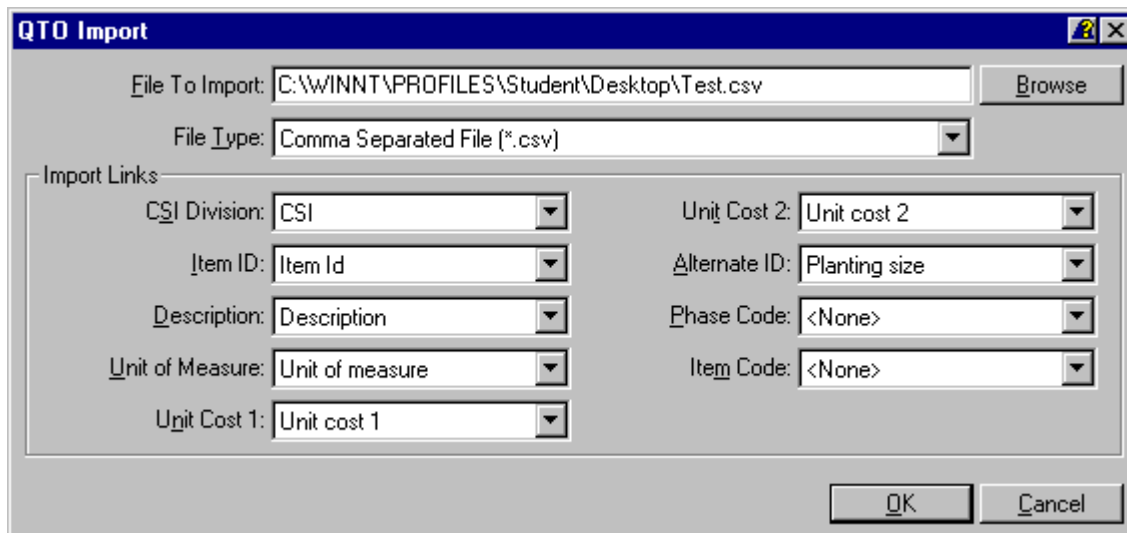 QTO Import
File To Import: C:\WINNT\PROFILES\Student\Desktop\Test.csv Browse
File Type: Comma Separated File (*.csv)
Import Links
CSI Division: CSI Unit Cost 2: Unit cost 2
Item ID: Item Id Alternate ID: Planting size
Description: Description Phase Code: <None>
Unit of Measure: Unit of measure Item Code: <None>
Unit Cost 1: Unit cost 1
OK Cancel